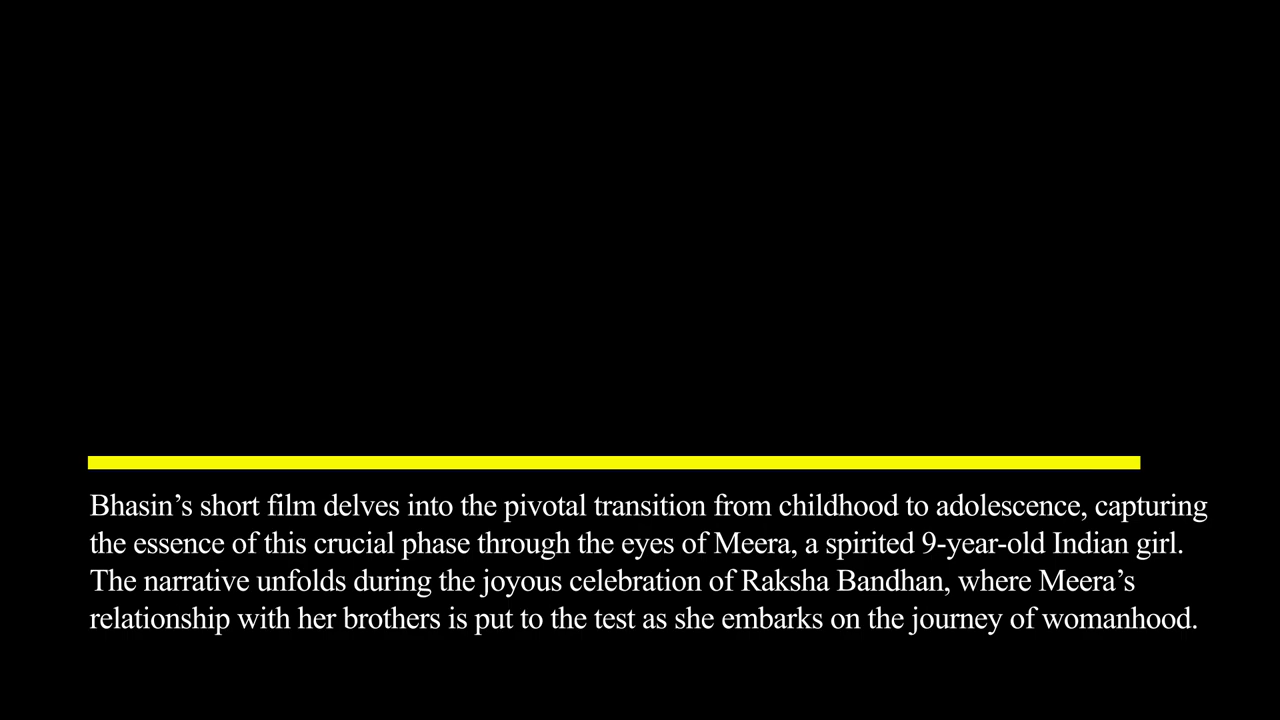 Bhasin’s short film delves into the pivotal transition from childhood to adolescence, capturing
the essence of this crucial phase through the eyes of Meera, a spirited 9-year-old Indian girl.
The narrative unfolds during the joyous celebration of Raksha Bandhan, where Meera’s
relationship with her brothers is put to the test as she embarks on the journey of womanhood.